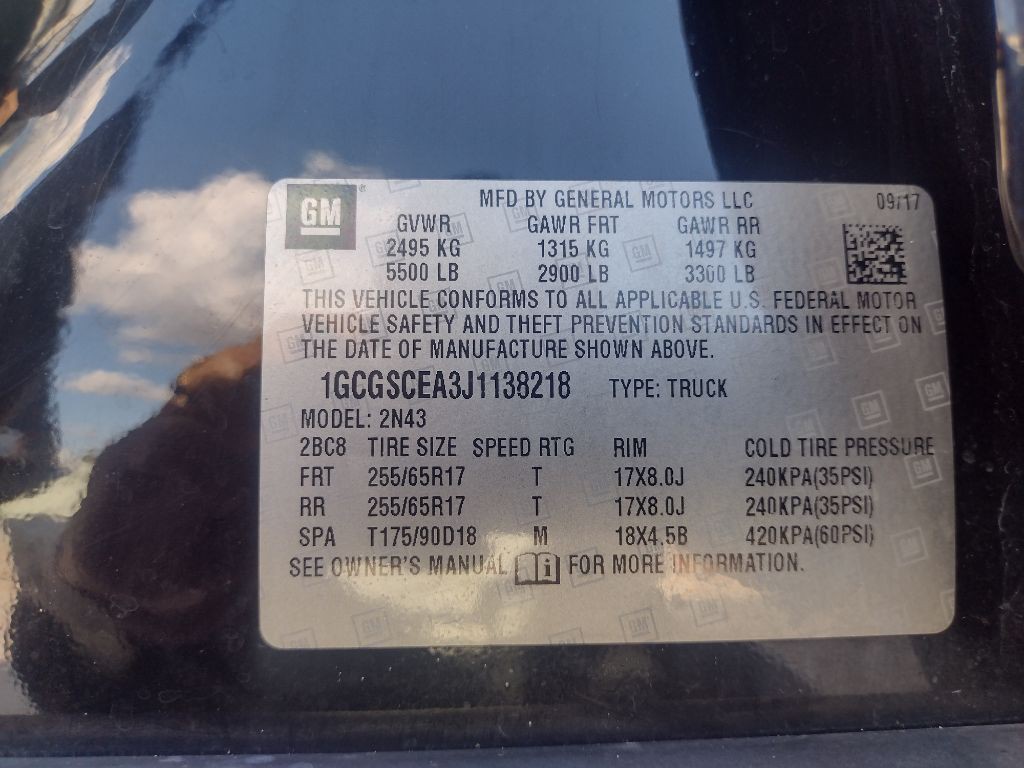 GM
MFD BY GENERAL MOTORS LLC 09/17
GVWR GAWR FRT GAWR RR
2495 KG 1315 KG 1497 KG
5500 LB 2900 LB 3300 LB
THIS VEHICLE CONFORMS TO ALL APPLICABLE U.S. FEDERAL MOTOR
VEHICLE SAFETY AND THEFT PREVENTION STANDARDS IN EFFECT ON
THE DATE OF MANUFACTURE SHOWN ABOVE.
1GCGSCEA3J1138218 TYPE: TRUCK
MODEL: 2N43
2BC8 TIRE SIZE SPEED RTG RIM COLD TIRE PRESSURE
FRT 255/65R17 T 17X8.0J 240KPA(35PSI)
RR 255/65R17 T 17X8.0J 240KPA(35PSI)
SPA T175/90D18 M 18X4.5B 420KPA(60PSI)
SEE OWNER'S MANUAL i FOR MORE INFORMATION.